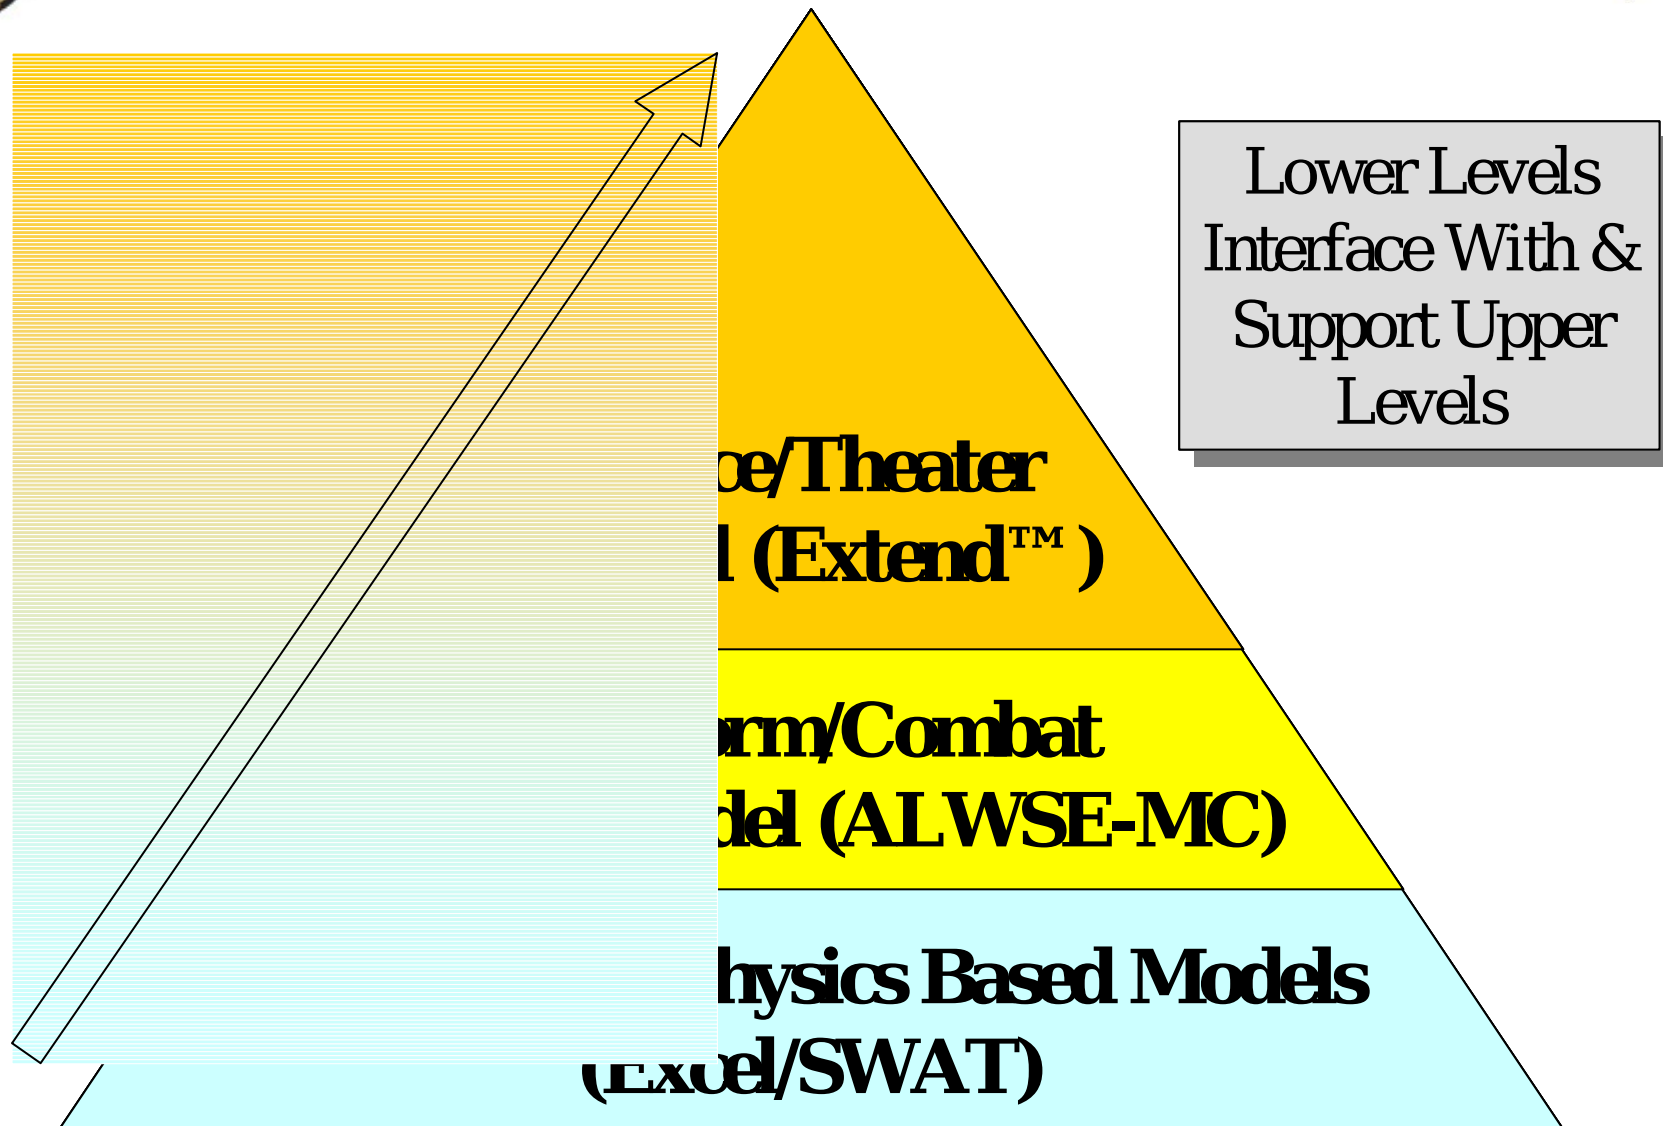 Lower Levels
Interface With &
Support Upper
Levels
ce/Theater
l (Extend™ )
orm/Combat
del (ALWSE-MC)
hysics Based Models
(Excel/SWAT)